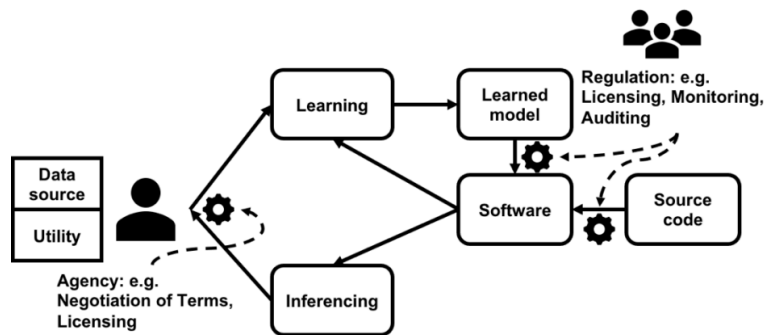 Data
source
Utility
Agency: e.g.
Negotiation of Terms,
Licensing
Learning
Inferencing
Learned
model
Software
Source
code
Regulation: e.g.
Licensing, Monitoring,
Auditing